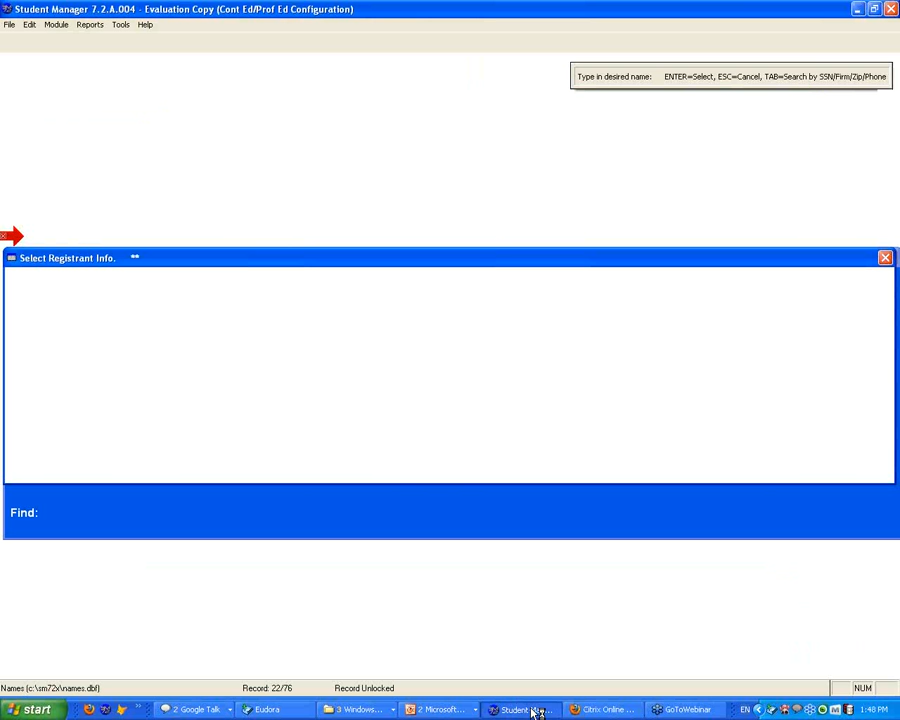 Student Manager 7.2.A.004 - Evaluation Copy (Cont Ed/Prof Ed Configuration)
File Edit Module Reports Tools Help
Type in desired name: ENTER=Select, ESC=Cancel, TAB=Search by SSN/Firm/Zip/Phone
Select Registrant Info. **
Find:
Names (c:\sm72x\names.dbf) Record: 22/76 Record Unlocked NUM
start 2 Google Talk Eudora 3 Windows... 2 Microsoft... Student Citrix Online ... GoToWebinar EN 1:48 PM